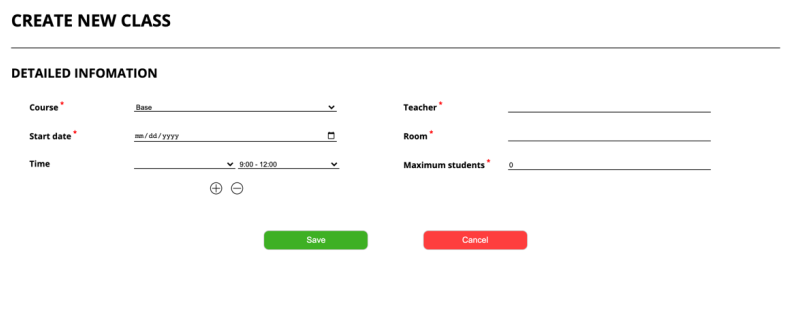 CREATE NEW CLASS
DETAILED INFOMATION
Course * Base
Teacher *
Start date * mm/dd/yyyy
Room *
Time 9:00 - 12:00
Maximum students * 0
Save Cancel